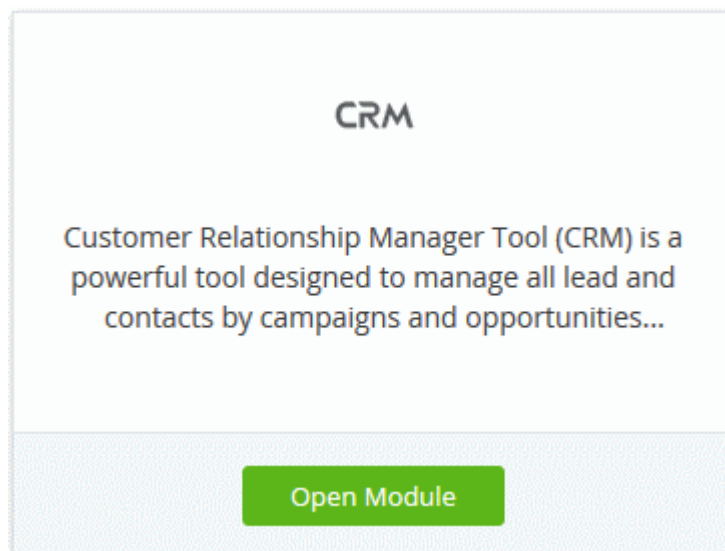 CRM
Customer Relationship Manager Tool (CRM) is a
powerful tool designed to manage all lead and
contacts by campaigns and opportunities...
Open Module